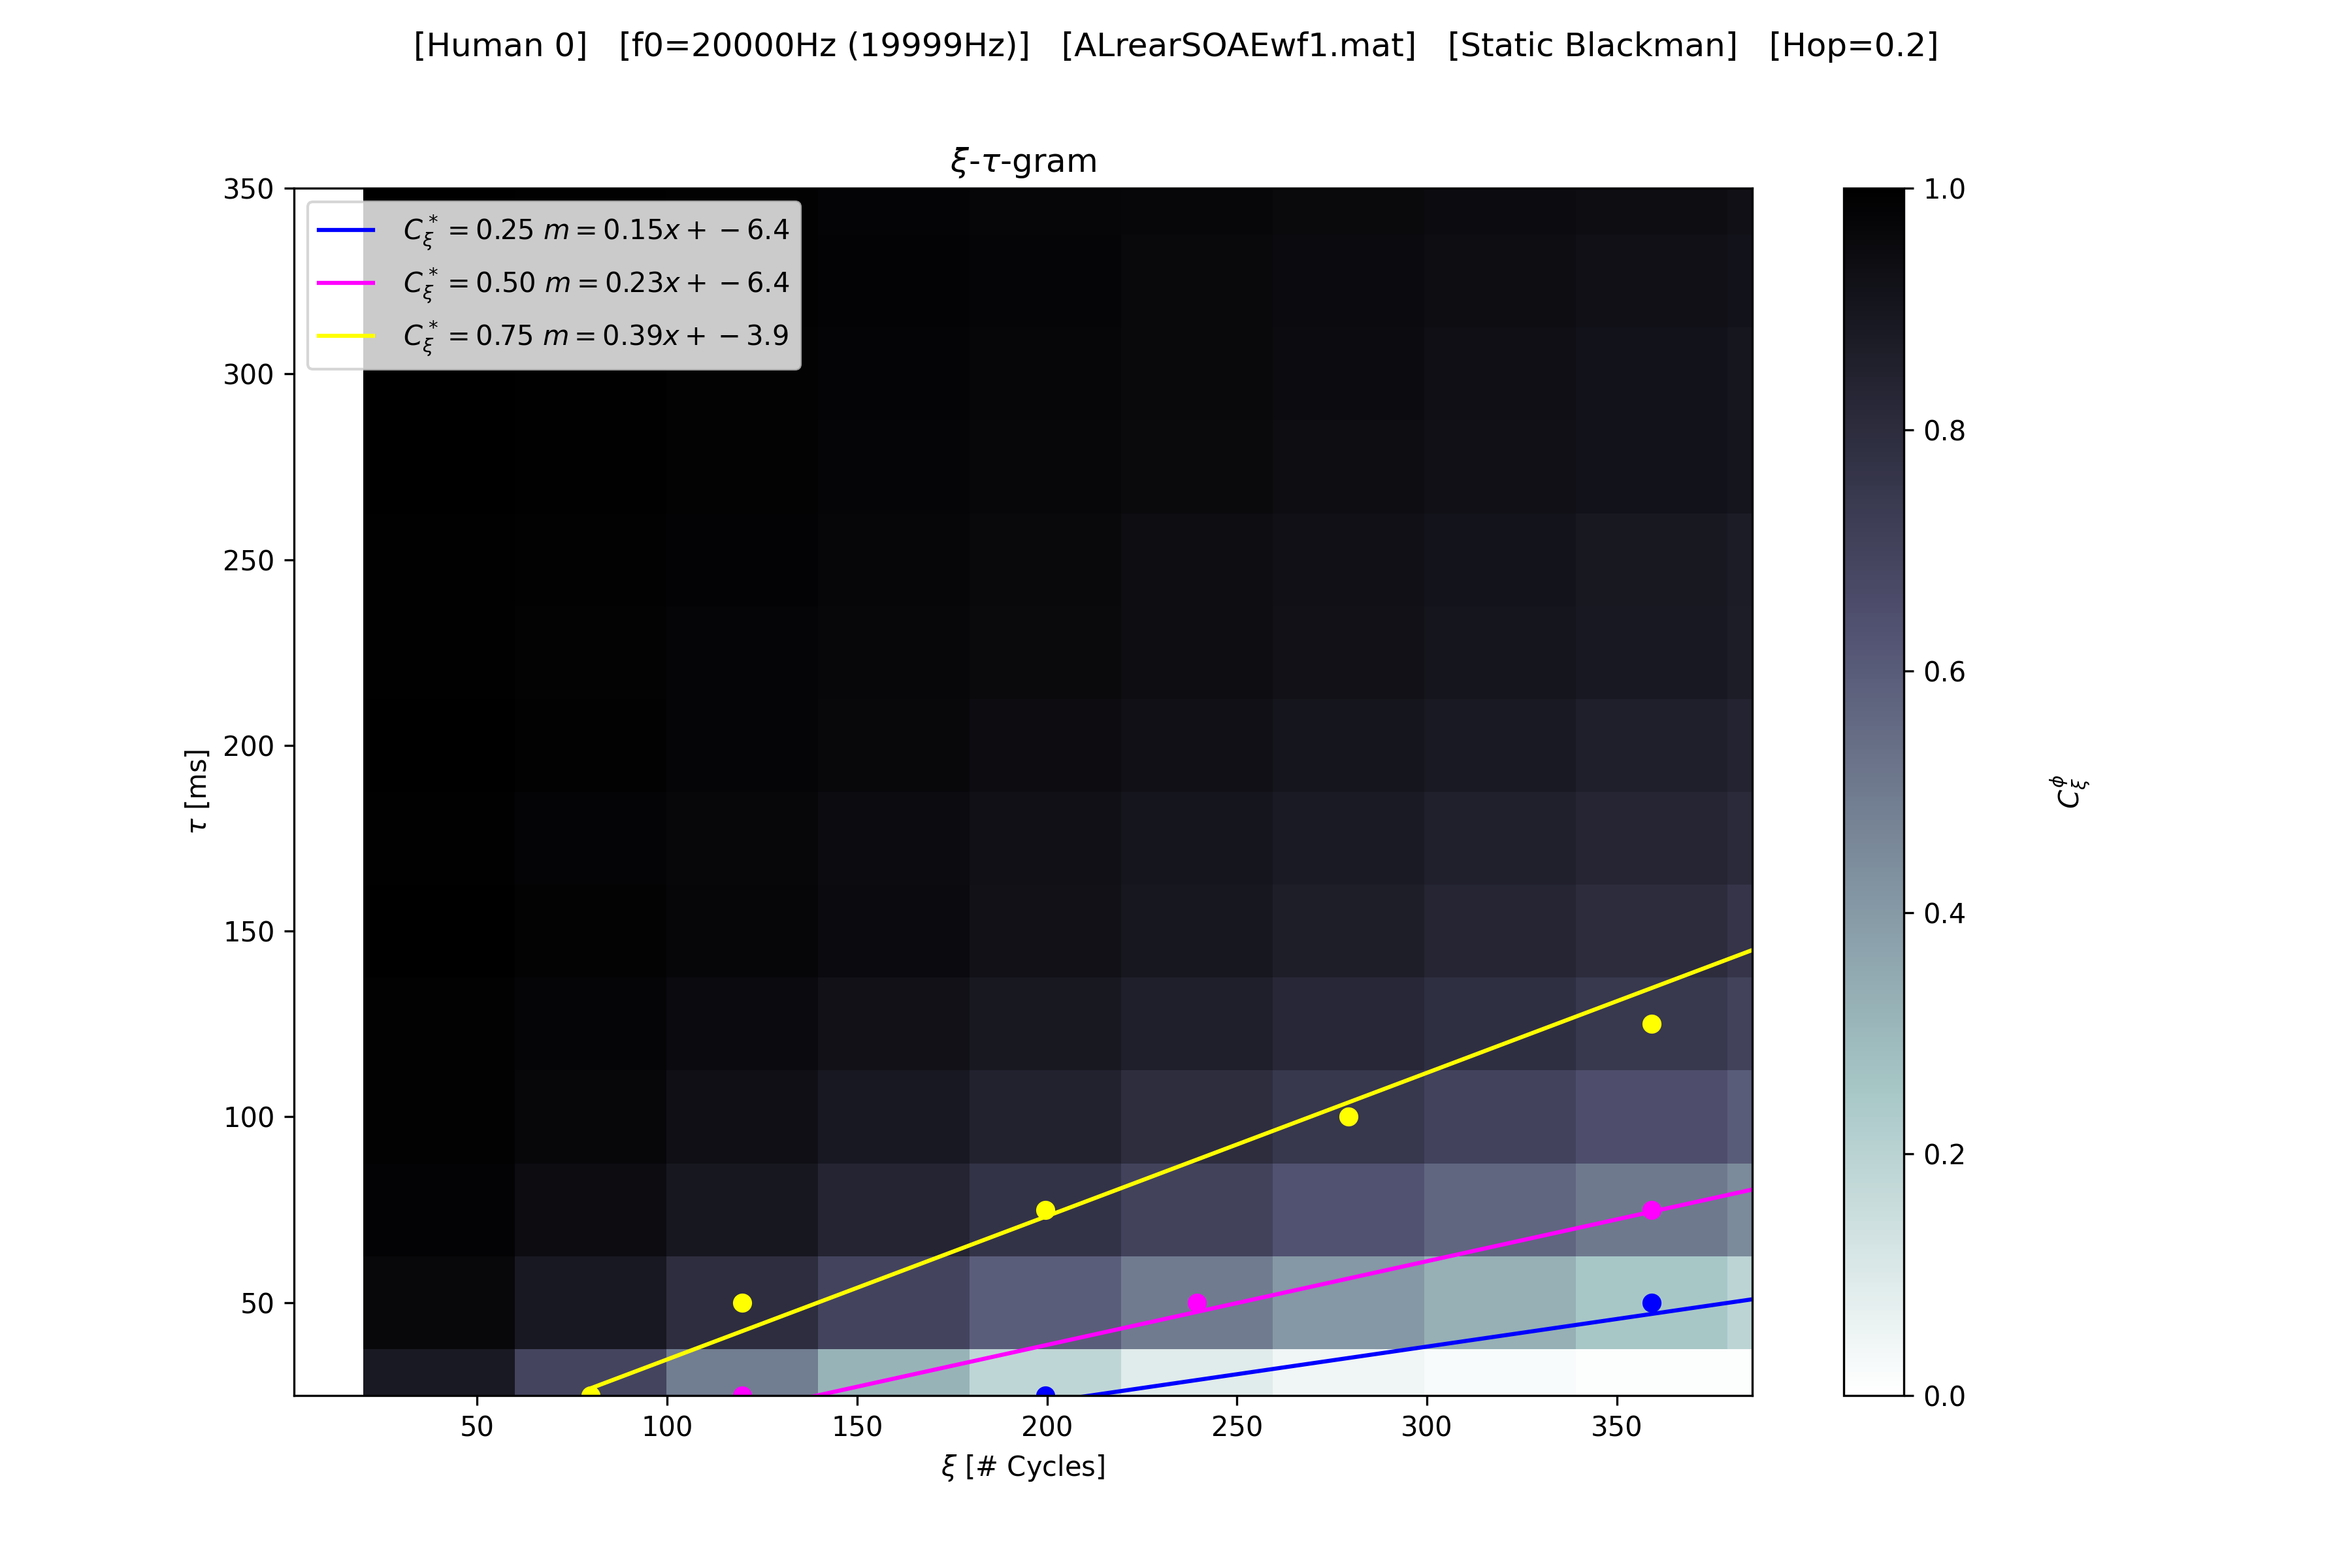 [Human 0]   [f0=20000Hz (19999Hz)]   [ALrearSOAEwf1.mat]   [Static Blackman]   [Hop=0.2]
ξ-τ-gram
C*ξ = 0.25 m = 0.15x + −6.4
C*ξ = 0.50 m = 0.23x + −6.4
C*ξ = 0.75 m = 0.39x + −3.9
350
300
250
200
150
100
50
τ [ms]
50 100 150 200 250 300 350
ξ [# Cycles]
1.0
0.8
0.6
0.4
0.2
0.0
Cϕξ